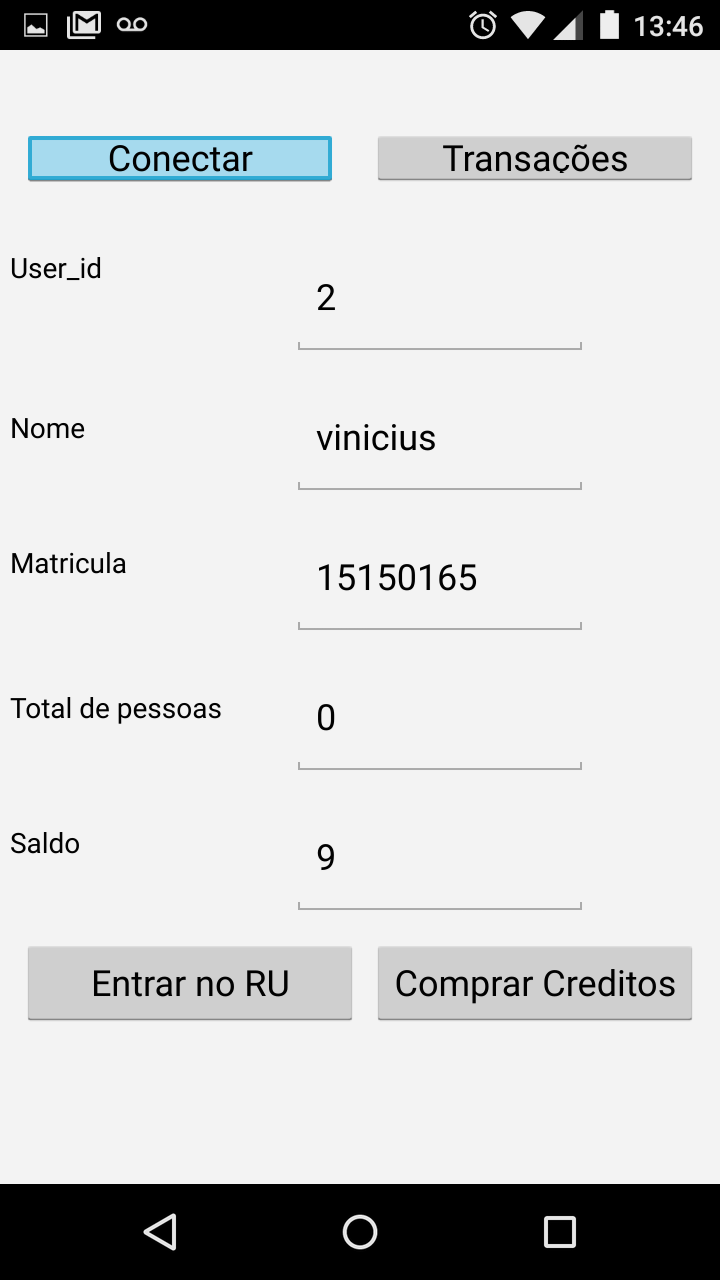 13:46
Conectar Transações
User_id
2
Nome
vinicius
Matricula
15150165
Total de pessoas
0
Saldo
9
Entrar no RU Comprar Creditos